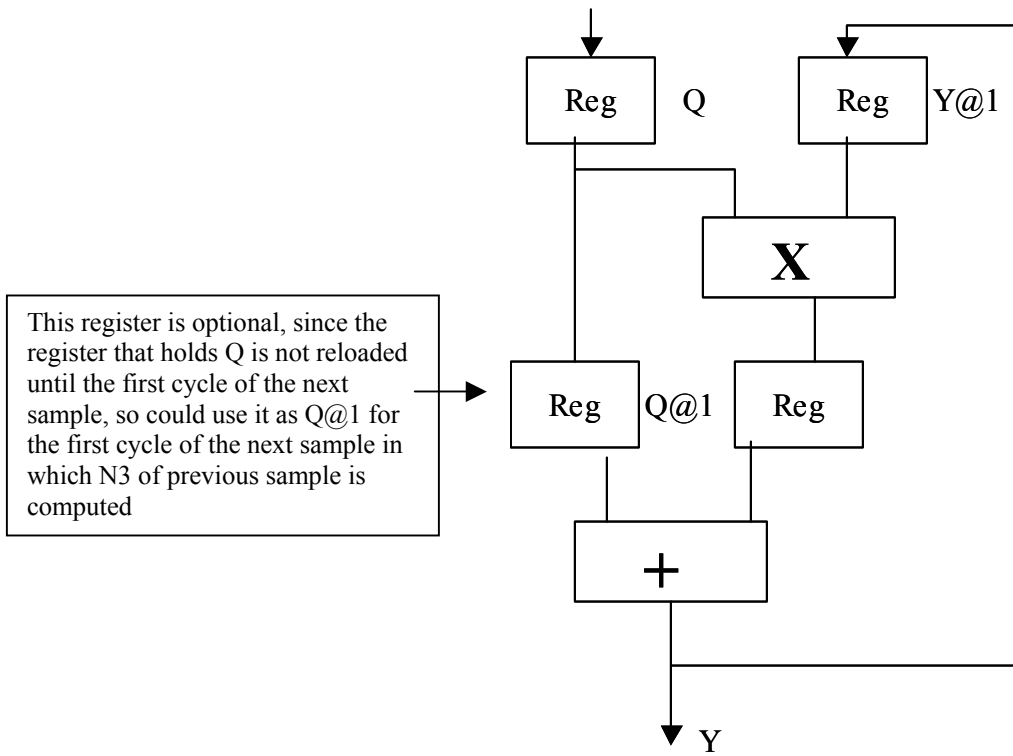 Reg Q
Reg Y@1
X
This register is optional, since the
register that holds Q is not reloaded
until the first cycle of the next
sample, so could use it as Q@1 for
the first cycle of the next sample in
which N3 of previous sample is
computed
Reg Q@1
Reg
+
Y